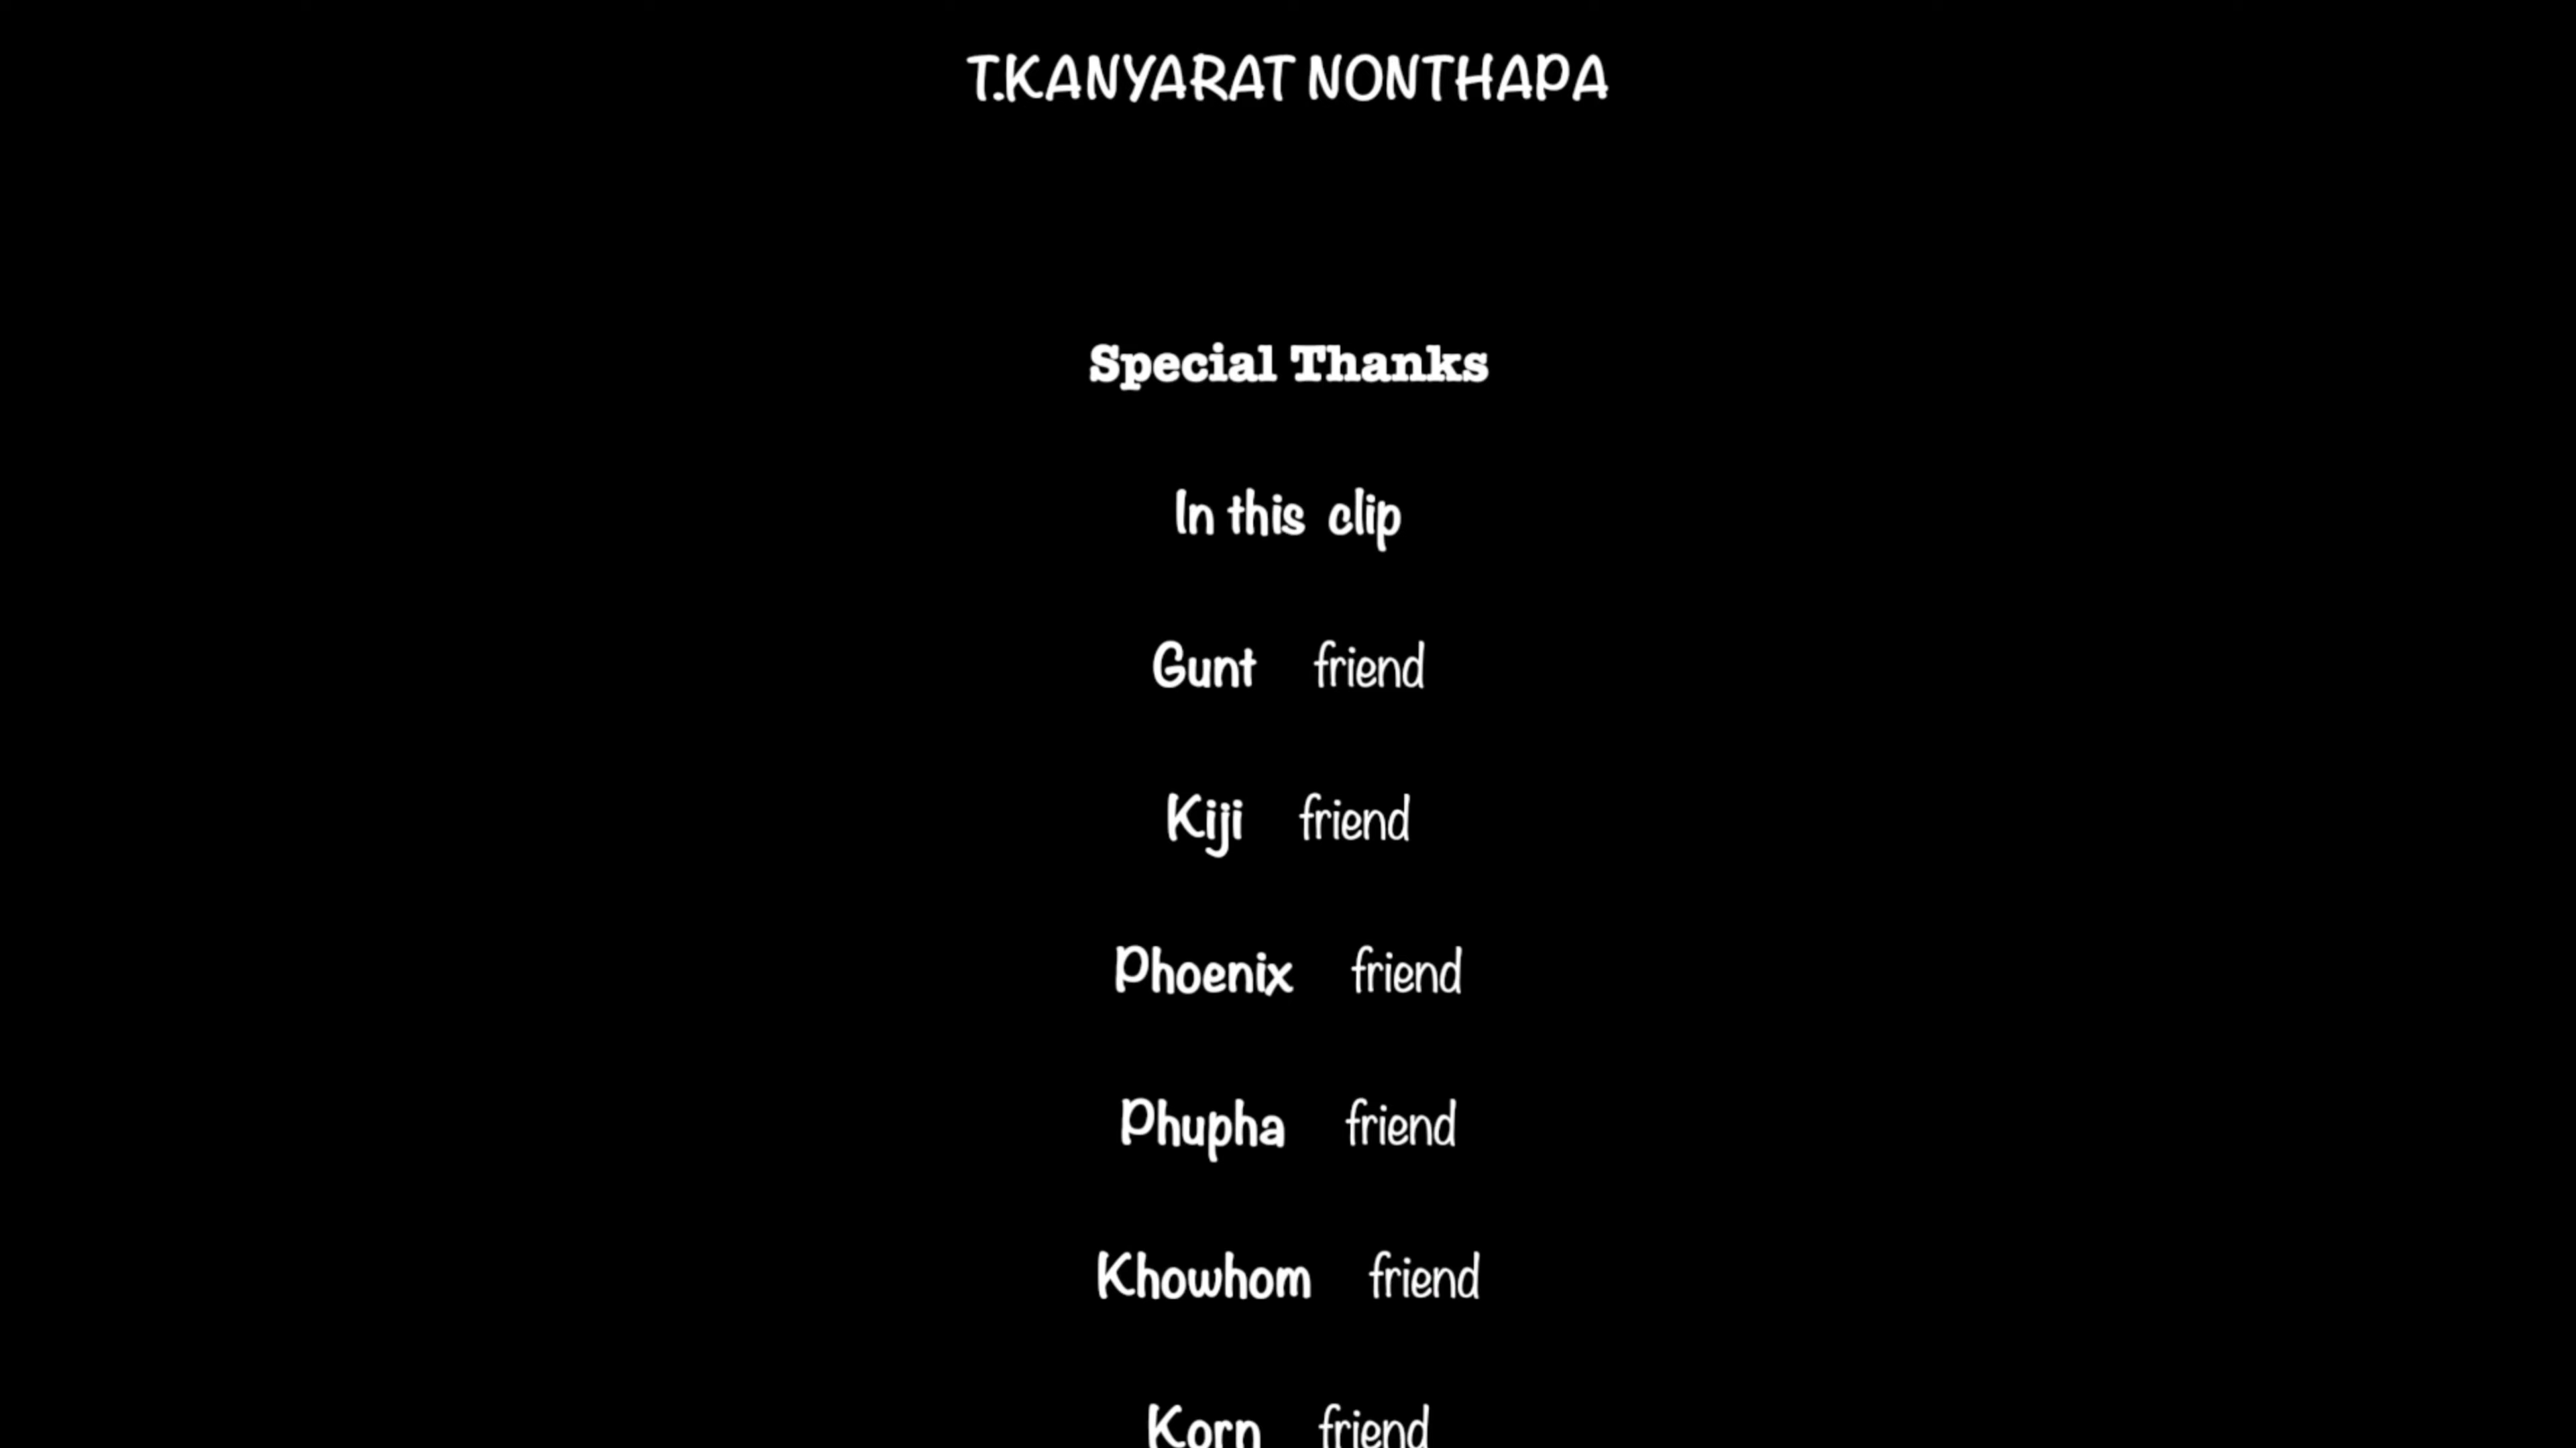 T.KANYARAT NONTHAPA
Special Thanks
In this clip
Gunt friend
Kiji friend
Phoenix friend
Phupha friend
Khowhom friend
Korn friend